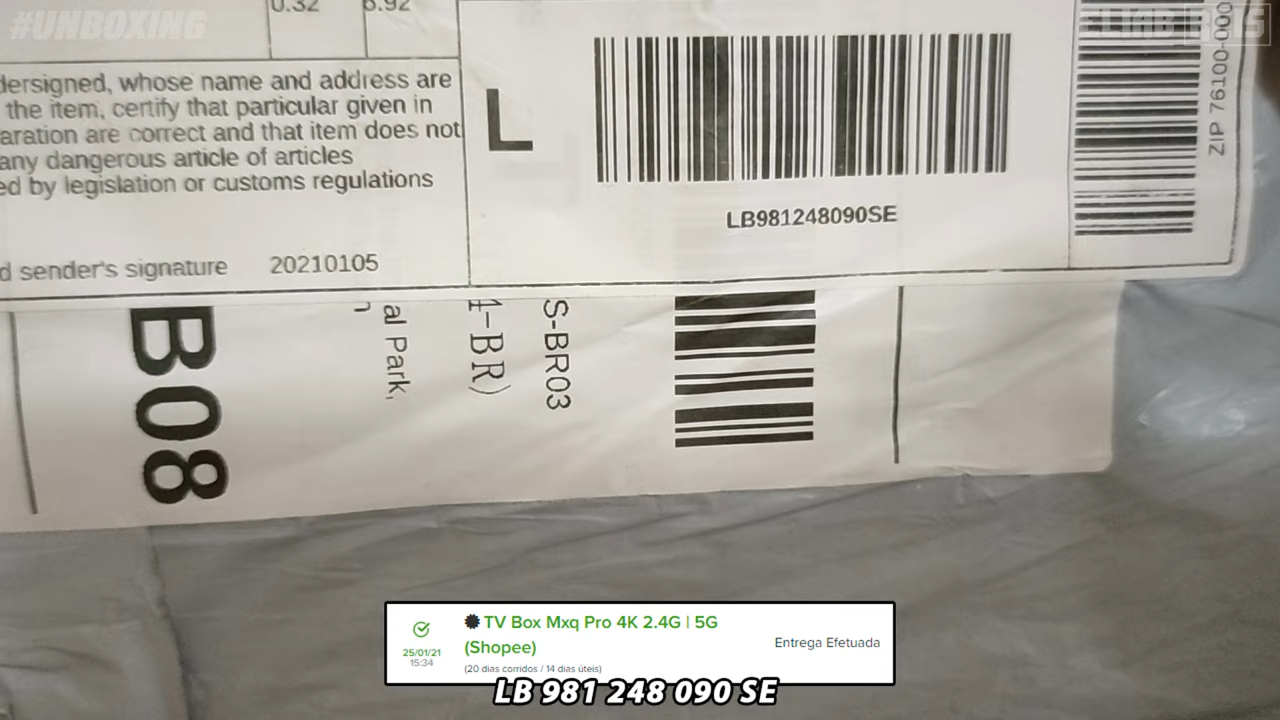 #UNBOXING
0.32 6.92
ELIAB REIS
dersigned, whose name and address are
the item, certify that particular given in
aration are correct and that item does not
any dangerous article of articles
ed by legislation or customs regulations
d sender's signature 20210105
L
LB981248090SE
ZIP 76100-000
B08
al Park,
1-BR)
S-BR03
TV Box Mxq Pro 4K 2.4G | 5G
(Shopee)
(20 dias corridos / 14 dias úteis)
25/01/21
15:34
Entrega Efetuada
LB 981 248 090 SE